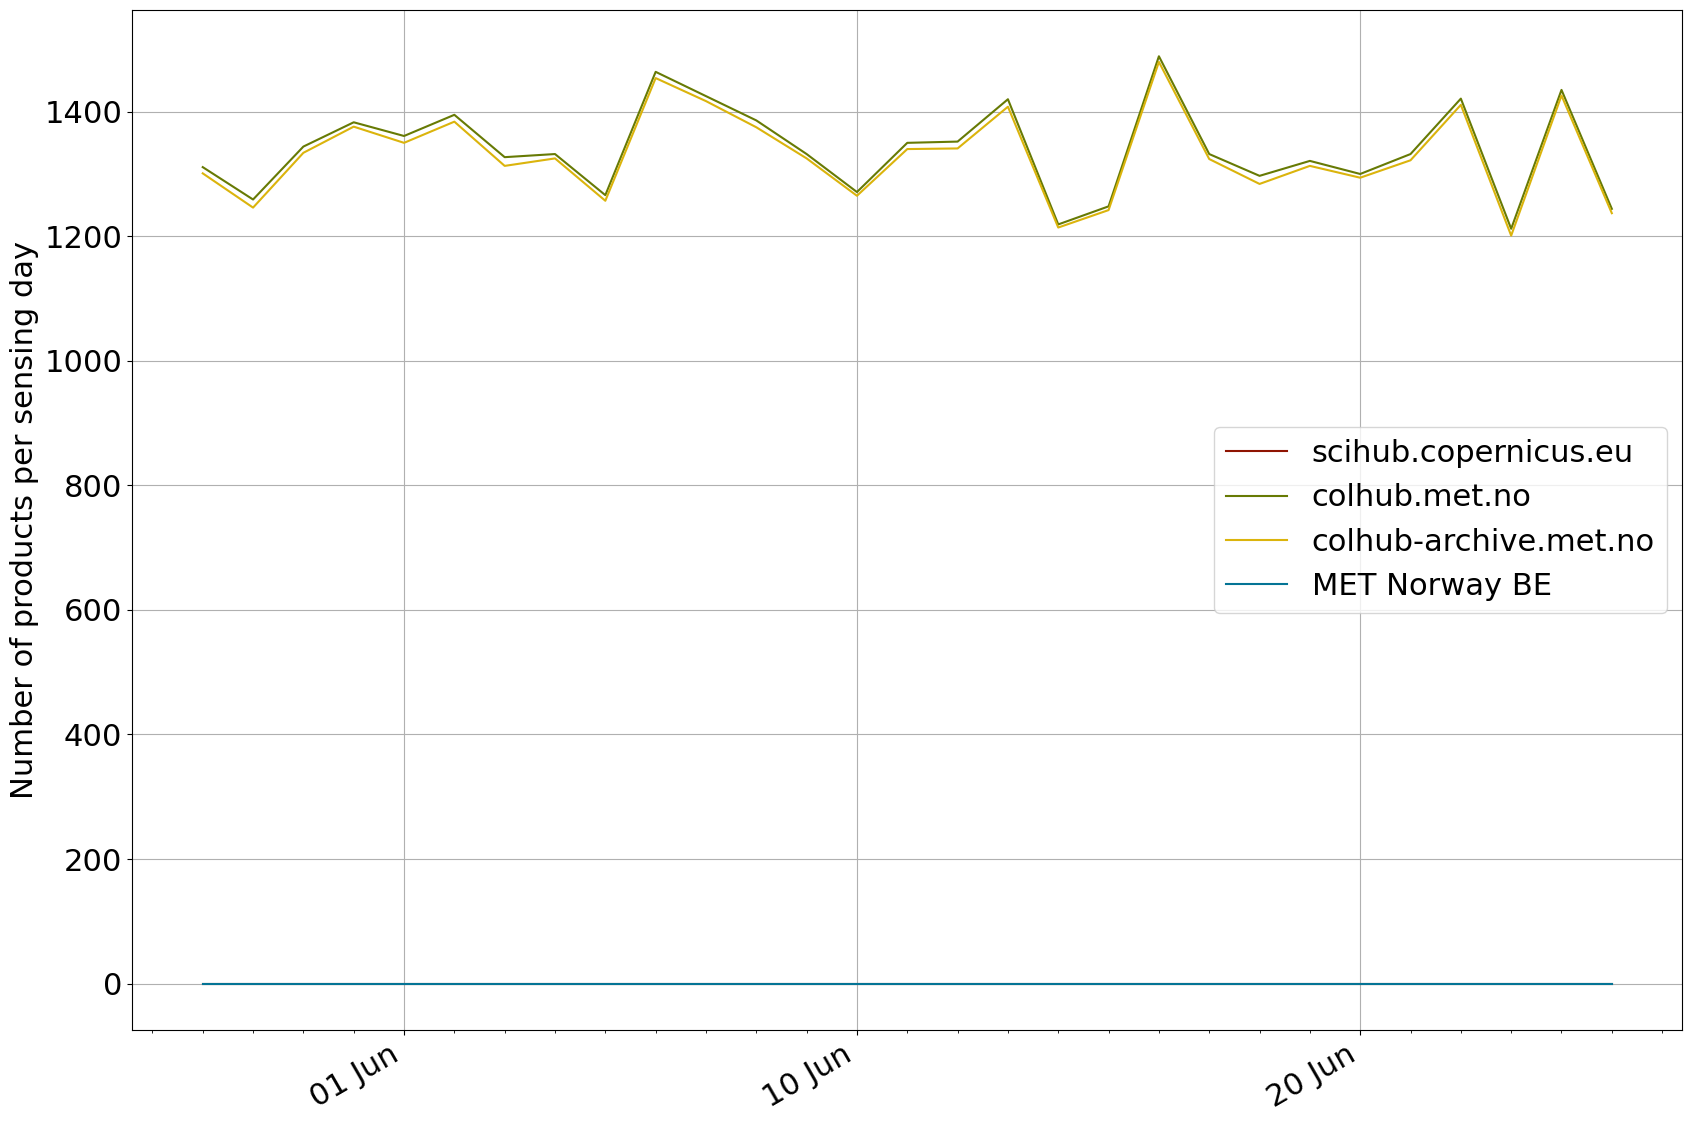 Number of products per sensing day
1400
1200
1000
800
600
400
200
0
scihub.copernicus.eu
colhub.met.no
colhub-archive.met.no
MET Norway BE
01 Jun
10 Jun
20 Jun